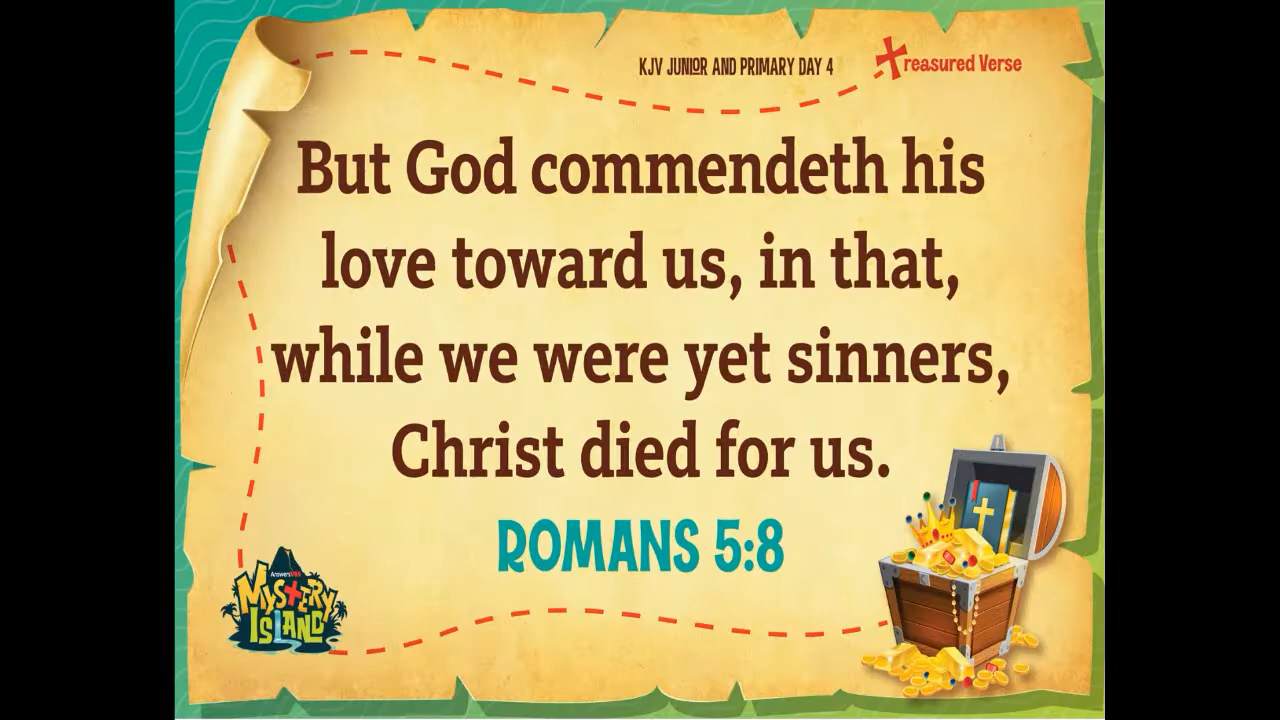 KJV JUNIOR AND PRIMARY DAY 4
Treasured Verse
But God commendeth his
love toward us, in that,
while we were yet sinners,
Christ died for us.
ROMANS 5:8
AnswersVBS
MYSTERY
ISLAND